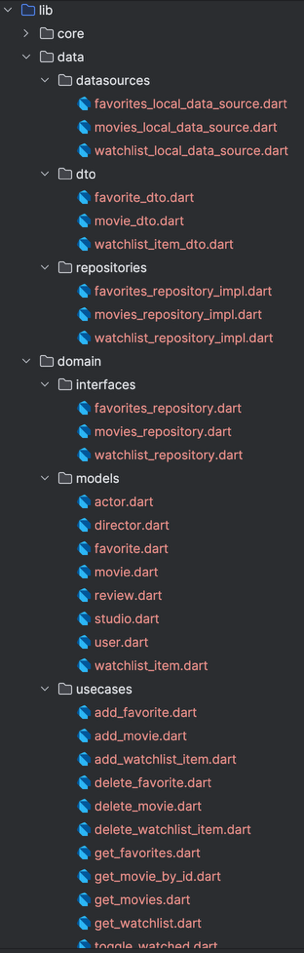 lib
core
data
datasources
favorites_local_data_source.dart
movies_local_data_source.dart
watchlist_local_data_source.dart
dto
favorite_dto.dart
movie_dto.dart
watchlist_item_dto.dart
repositories
favorites_repository_impl.dart
movies_repository_impl.dart
watchlist_repository_impl.dart
domain
interfaces
favorites_repository.dart
movies_repository.dart
watchlist_repository.dart
models
actor.dart
director.dart
favorite.dart
movie.dart
review.dart
studio.dart
user.dart
watchlist_item.dart
usecases
add_favorite.dart
add_movie.dart
add_watchlist_item.dart
delete_favorite.dart
delete_movie.dart
delete_watchlist_item.dart
get_favorites.dart
get_movie_by_id.dart
get_movies.dart
get_watchlist.dart
toggle_watched.dart